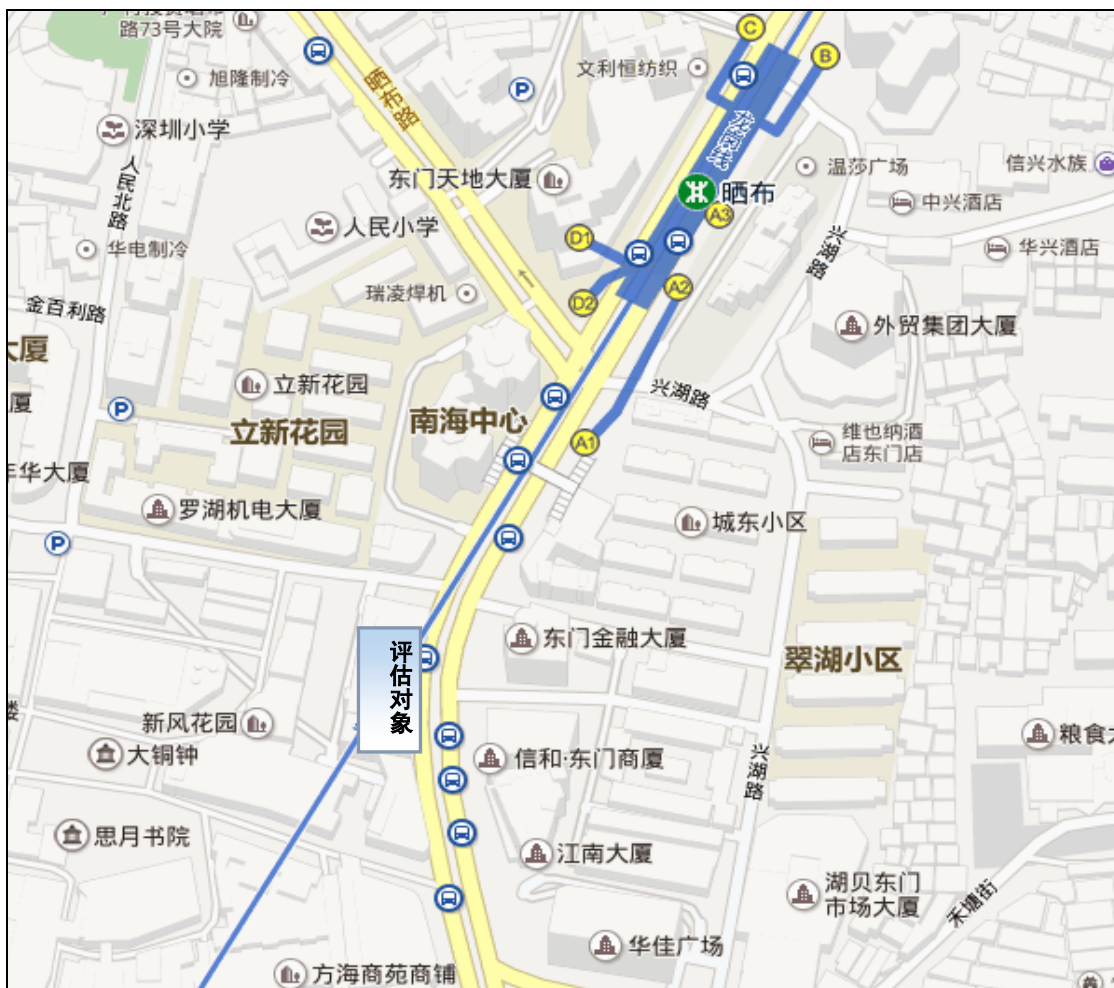 路73号大院
旭隆制冷
深圳小学
人民北路
华电制冷
金百利路
晒布路
P
文利恒纺织
C
B
东门天地大厦
人民小学
瑞凌焊机
晒布
A3
D1
D2
A2
温莎广场
信兴水族
中兴酒店
兴湖路
华兴酒店
外贸集团大厦
大厦
立新花园
立新花园
P
南海中心
兴湖路
A1
维也纳酒
店东门店
年华大厦
罗湖机电大厦
城东小区
P
评估对象
东门金融大厦
翠湖小区
新风花园
大铜钟
信和·东门商厦
兴湖路
粮食大
楼
思月书院
江南大厦
湖贝东门
市场大厦
禾塘街
华佳广场
方海商苑商铺